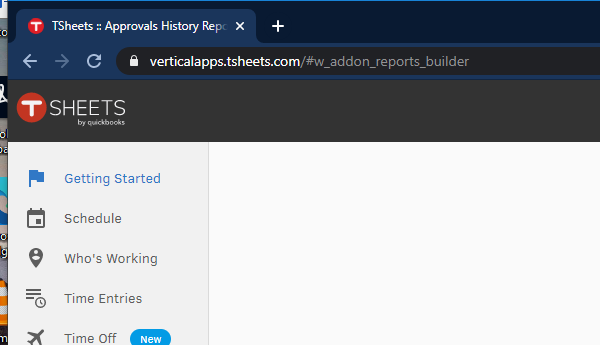 TSheets :: Approvals History Repo
verticalapps.tsheets.com/#w_addon_reports_builder
T SHEETS
by quickbooks
Getting Started
Schedule
Who's Working
Time Entries
Time Off New